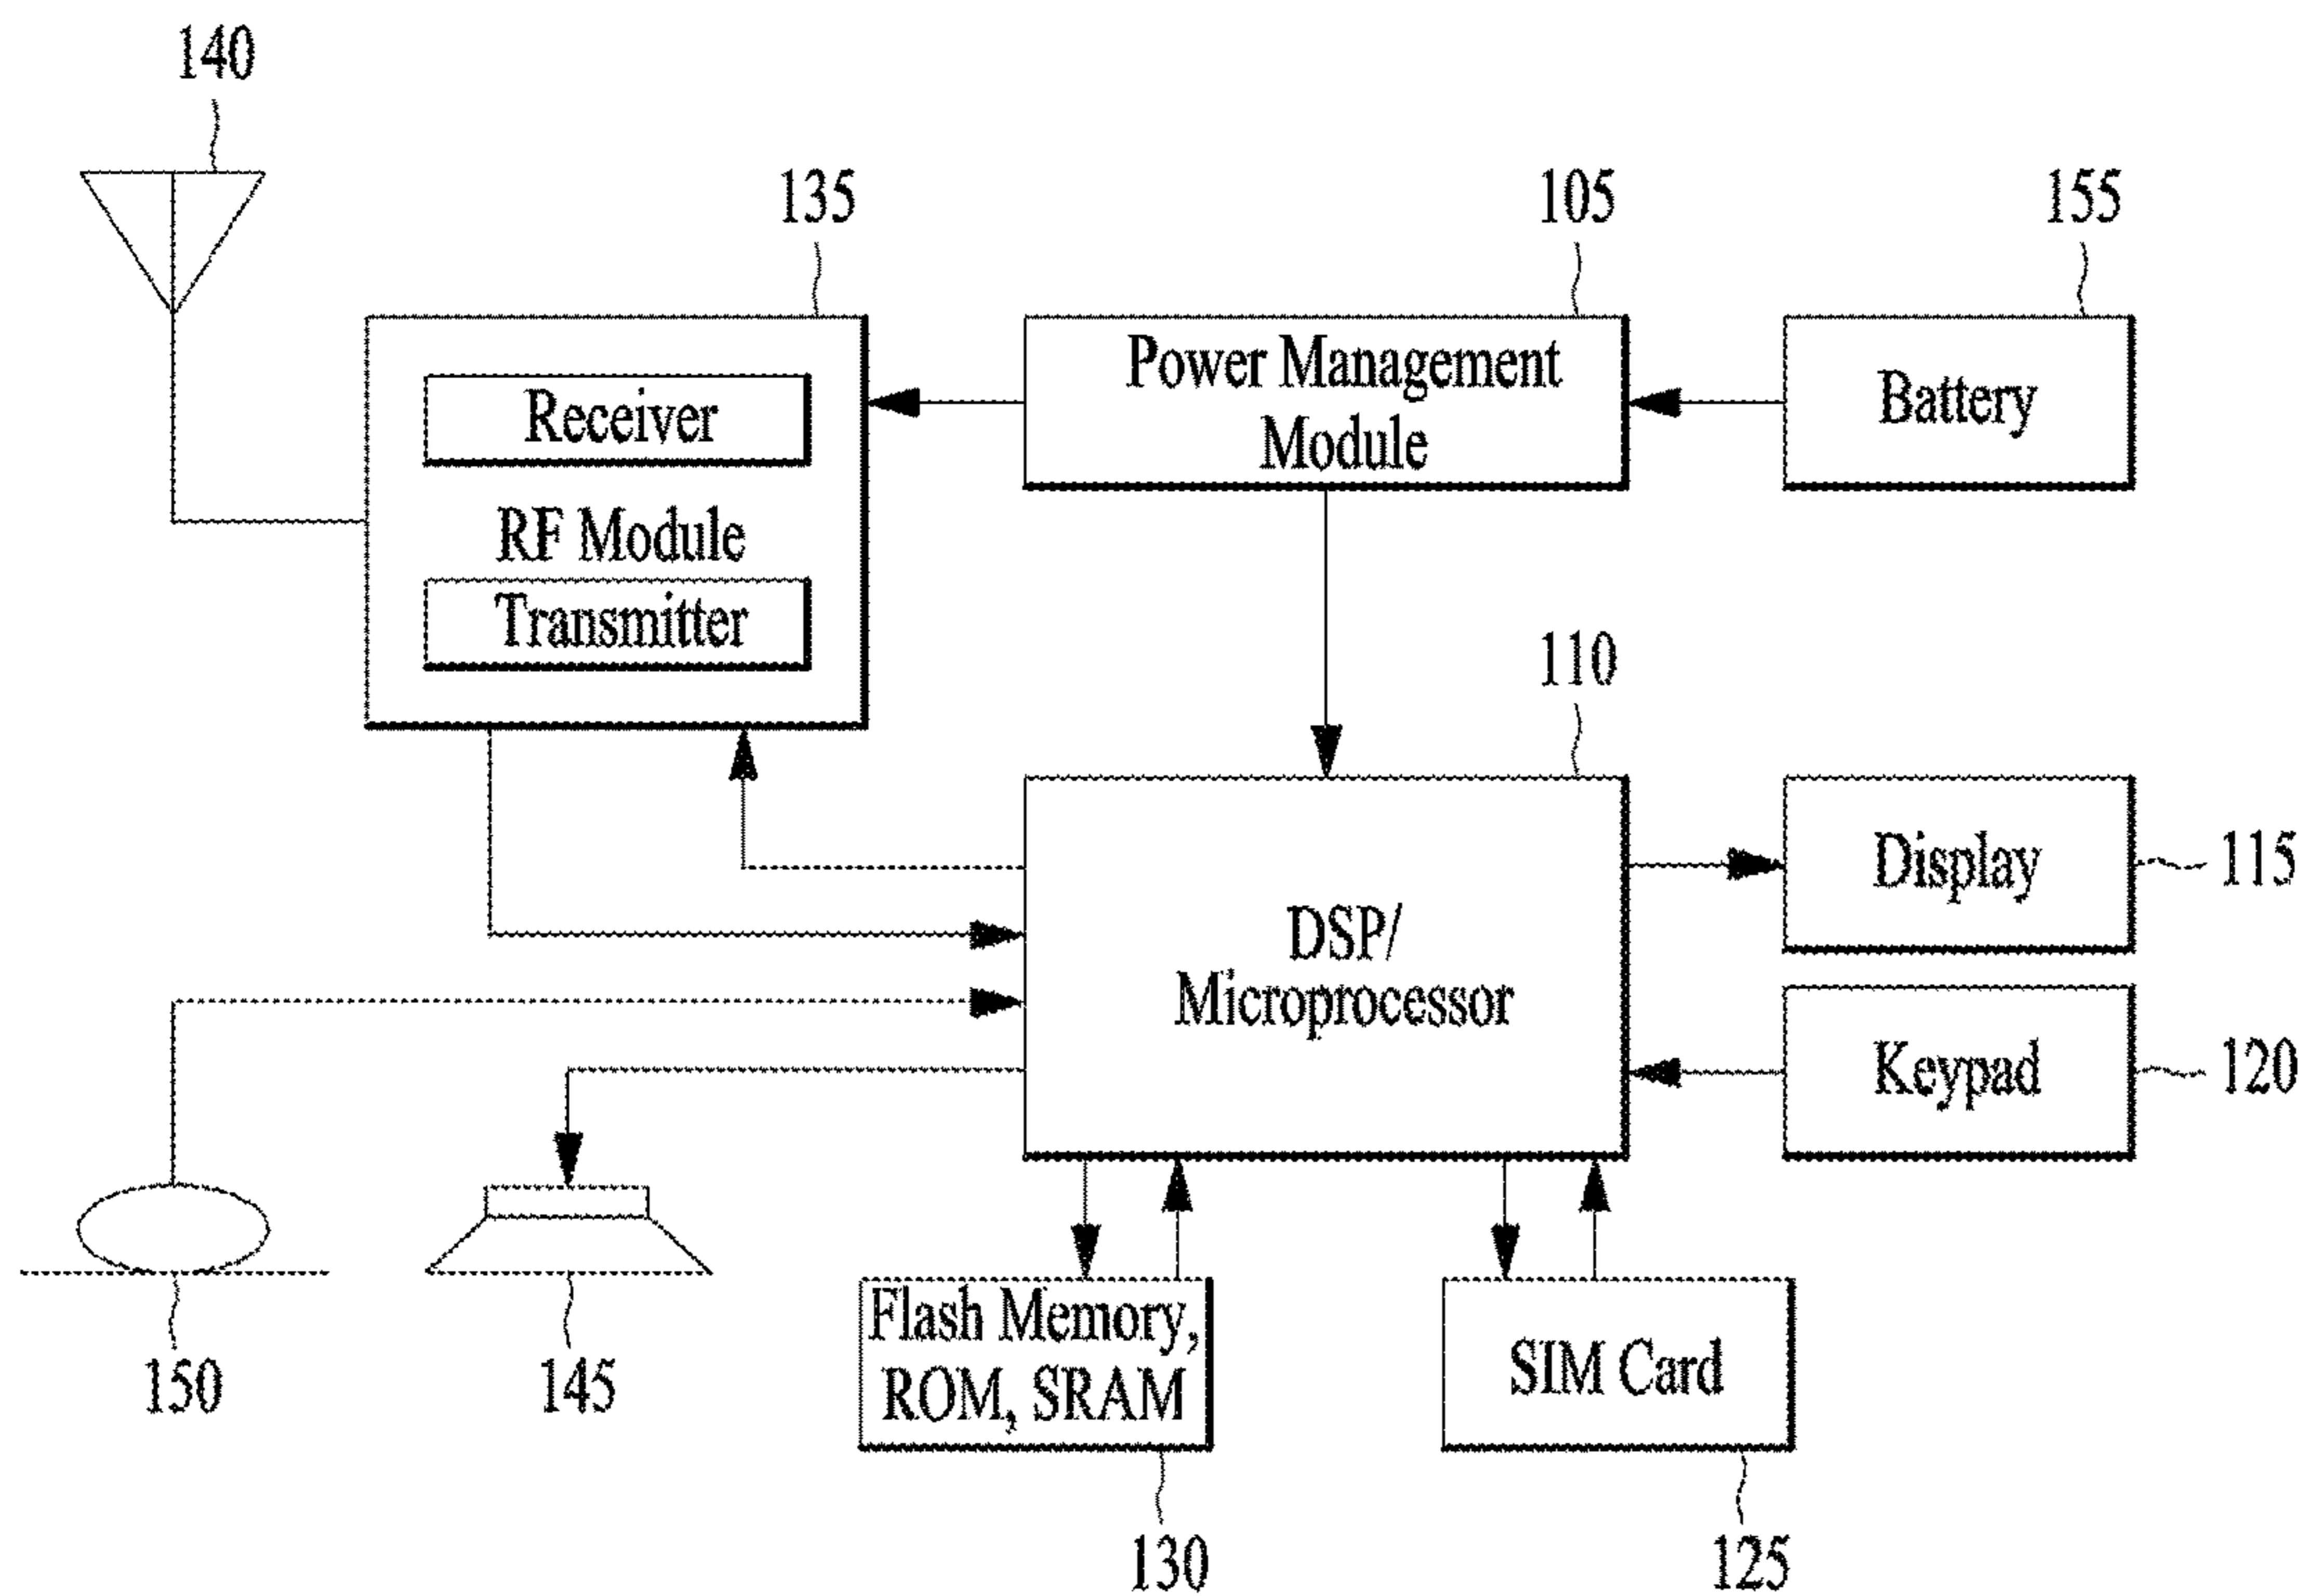 140
135
105
155
Receiver
RF Module
Transmitter
Power Management
Module
Battery
110
DSP/
Microprocessor
Display
115
Keypad
120
150
145
Flash Memory,
ROM, SRAM
130
SIM Card
125